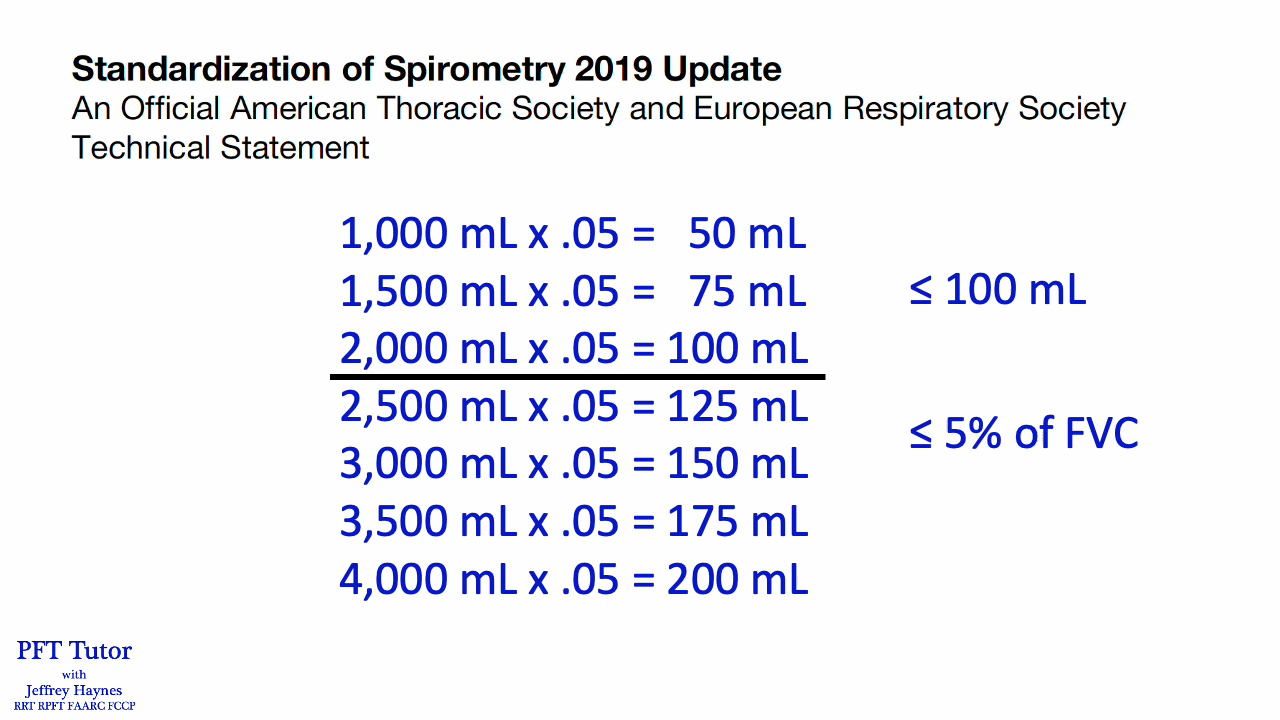 Standardization of Spirometry 2019 Update
An Official American Thoracic Society and European Respiratory Society
Technical Statement
1,000 mL x .05 = 50 mL
1,500 mL x .05 = 75 mL
≤ 100 mL
2,000 mL x .05 = 100 mL
2,500 mL x .05 = 125 mL
≤ 5% of FVC
3,000 mL x .05 = 150 mL
3,500 mL x .05 = 175 mL
4,000 mL x .05 = 200 mL
PFT Tutor
with
Jeffrey Haynes
RRT RPFT FAARC FCCP